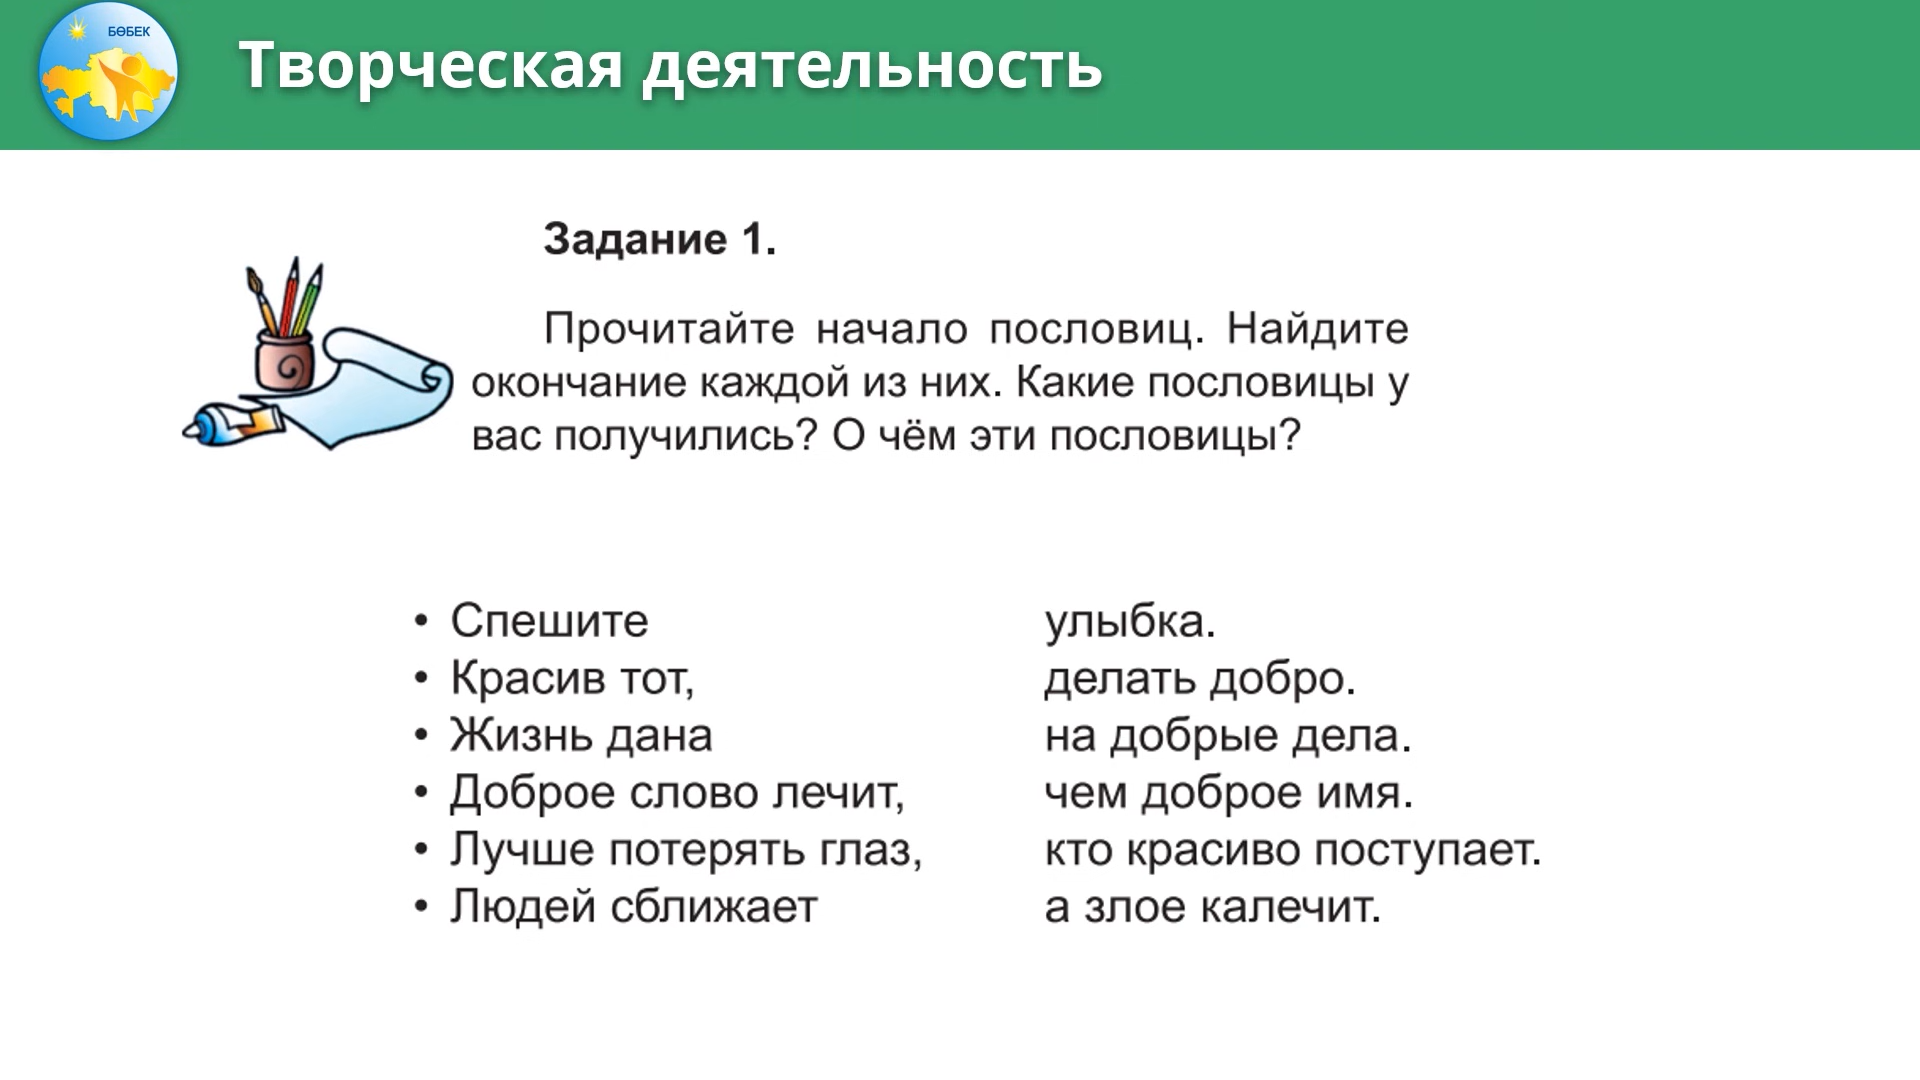 БӨБЕК
Творческая деятельность
Задание 1.
Прочитайте начало пословиц. Найдите
окончание каждой из них. Какие пословицы у
вас получились? О чём эти пословицы?
• Спешите улыбка.
• Красив тот, делать добро.
• Жизнь дана на добрые дела.
• Доброе слово лечит, чем доброе имя.
• Лучше потерять глаз, кто красиво поступает.
• Людей сближает а злое калечит.